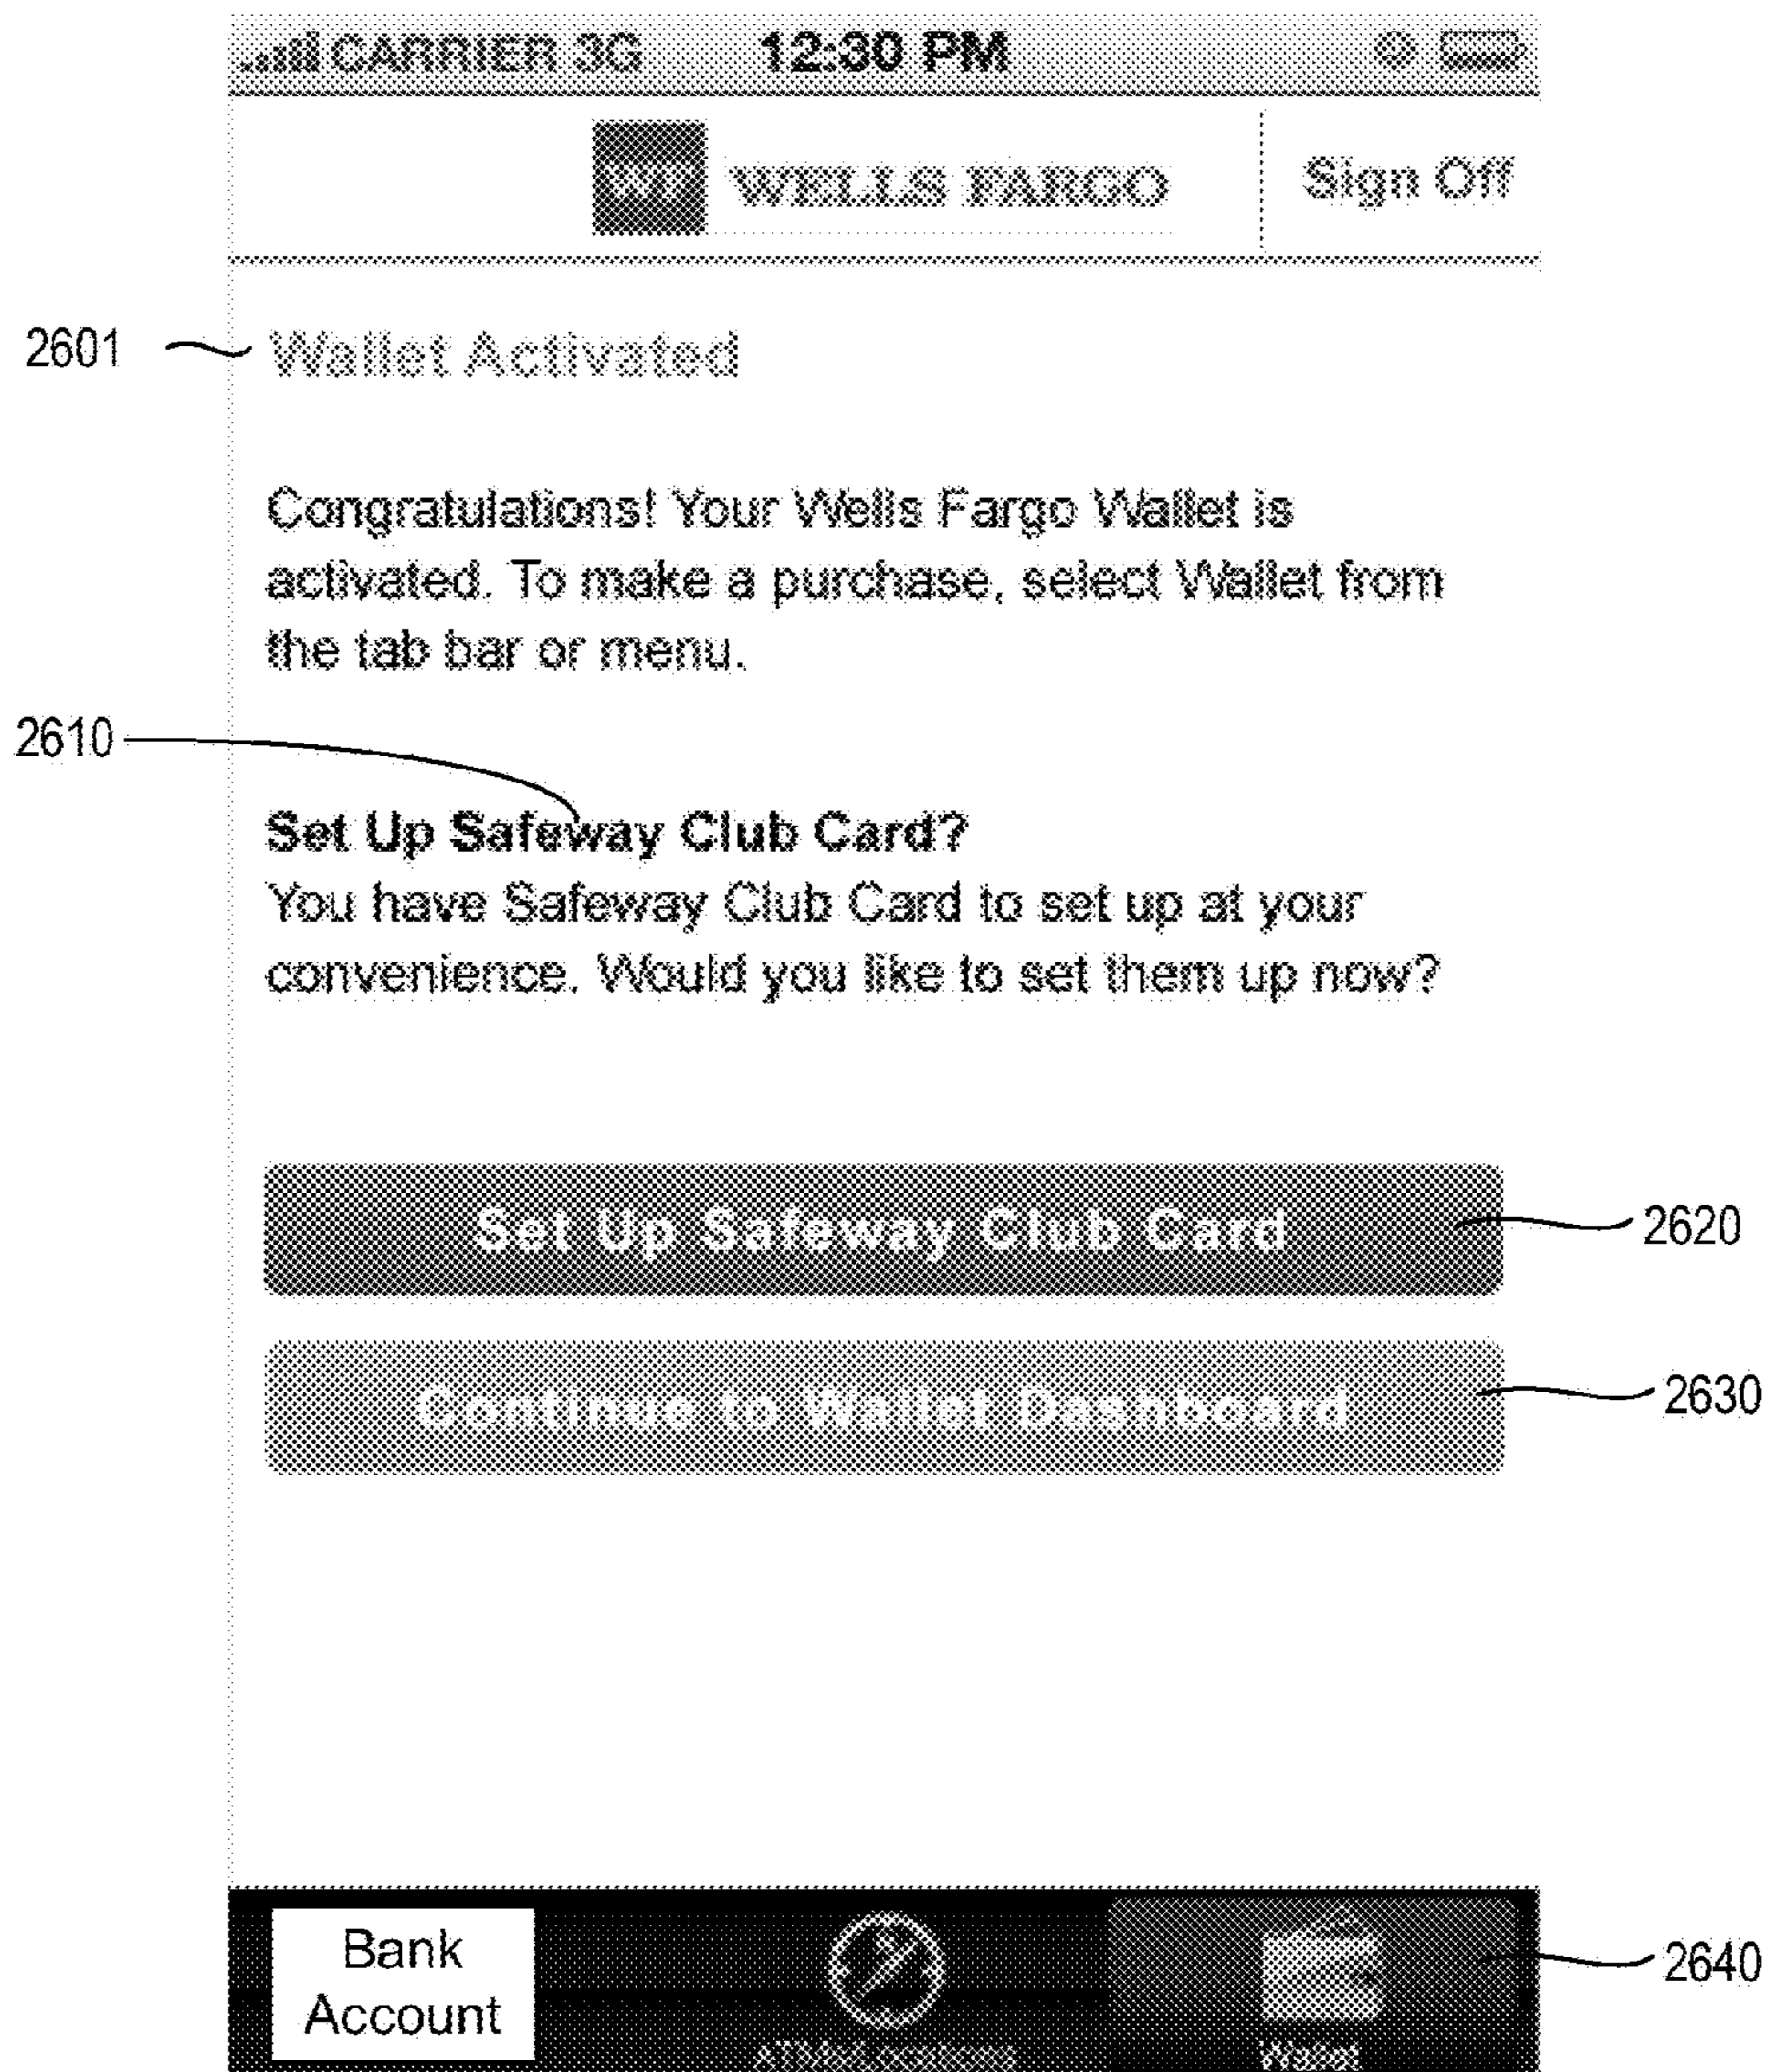 CARRIER 3G 12:30 PM
WF WELLS FARGO Sign Off
2601 Wallet Activated
Congratulations! Your Wells Fargo Wallet is
activated. To make a purchase, select Wallet from
the tab bar or menu.
2610
Set Up Safeway Club Card?
You have Safeway Club Card to set up at your
convenience. Would you like to set them up now?
Set Up Safeway Club Card 2620
Continue to Wallet Dashboard 2630
Bank
Account
Wallet
2640